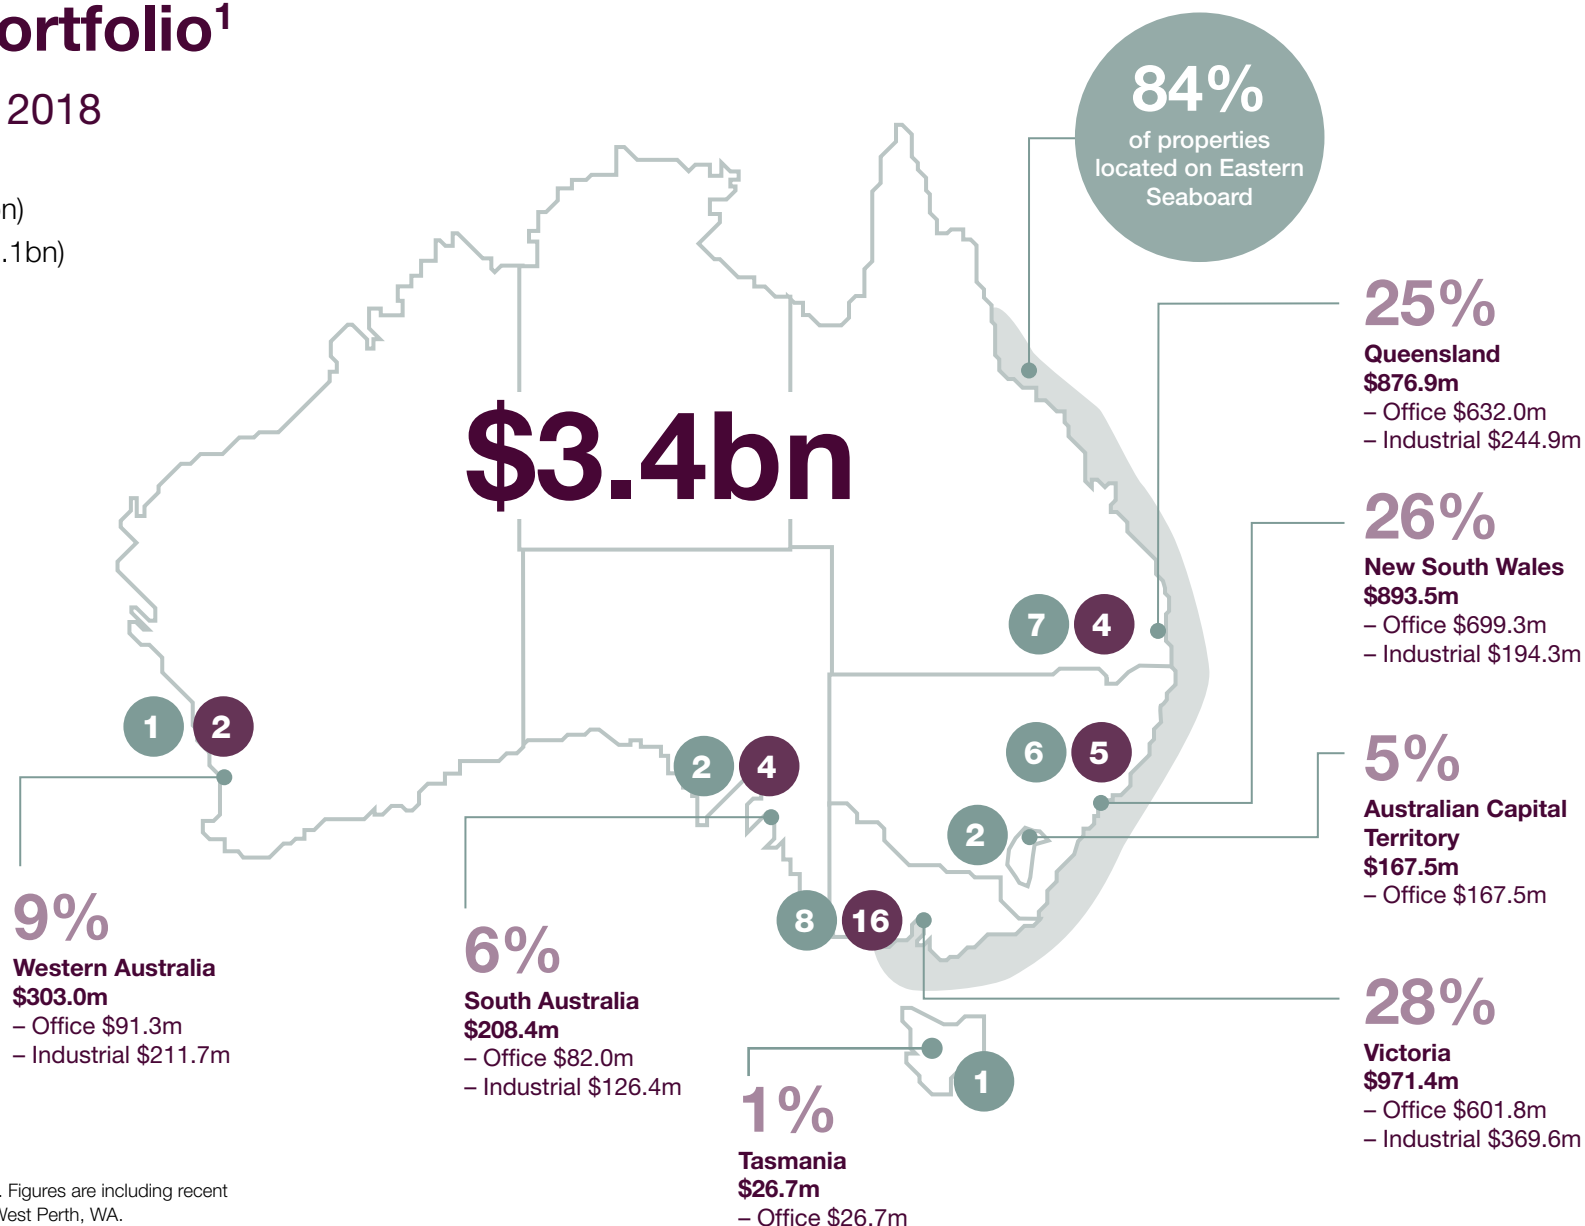 ortfolio¹
2018
n)
.1bn)
84%
of properties
located on Eastern
Seaboard
$3.4bn
25%
Queensland
$876.9m
– Office $632.0m
– Industrial $244.9m
26%
New South Wales
$893.5m
– Office $699.3m
– Industrial $194.3m
7 4
1 2
2 4
6 5
2
8 16
1
5%
Australian Capital
Territory
$167.5m
– Office $167.5m
9%
Western Australia
$303.0m
– Office $91.3m
– Industrial $211.7m
6%
South Australia
$208.4m
– Office $82.0m
– Industrial $126.4m
28%
Victoria
$971.4m
– Office $601.8m
– Industrial $369.6m
1%
Tasmania
$26.7m
– Office $26.7m
. Figures are including recent
West Perth, WA.